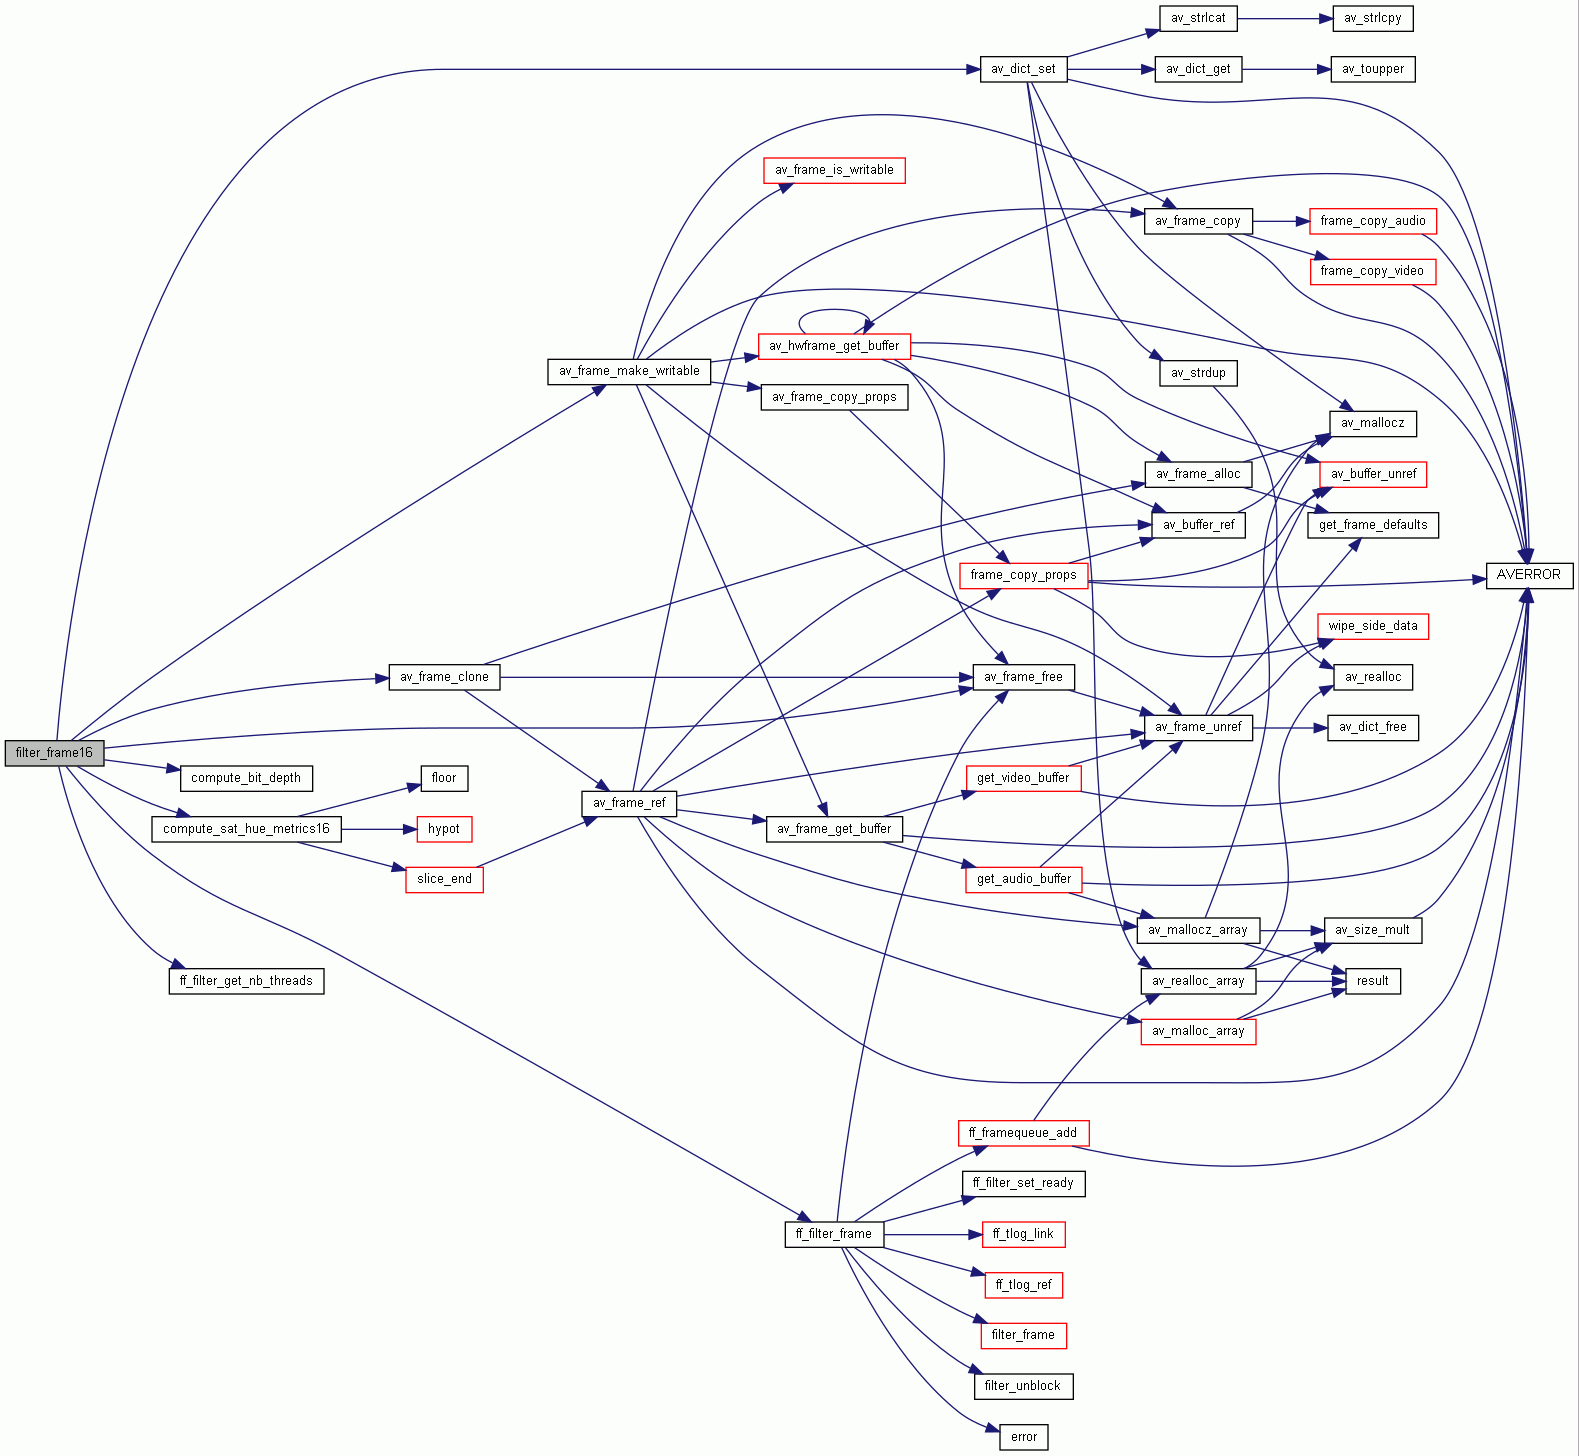 av_strlcat
av_strlcpy
av_dict_set
av_dict_get
av_toupper
av_frame_is_writable
av_frame_copy
frame_copy_audio
frame_copy_video
av_hwframe_get_buffer
av_frame_make_writable
av_strdup
av_frame_copy_props
av_mallocz
av_frame_alloc
av_buffer_unref
av_buffer_ref
get_frame_defaults
frame_copy_props
AVERROR
wipe_side_data
av_frame_clone
av_frame_free
av_realloc
av_frame_unref
av_dict_free
filter_frame16
compute_bit_depth
floor
get_video_buffer
av_frame_ref
compute_sat_hue_metrics16
hypot
av_frame_get_buffer
slice_end
get_audio_buffer
av_mallocz_array
av_size_mult
ff_filter_get_nb_threads
av_realloc_array
result
av_malloc_array
ff_framequeue_add
ff_filter_set_ready
ff_filter_frame
ff_tlog_link
ff_tlog_ref
filter_frame
filter_unblock
error